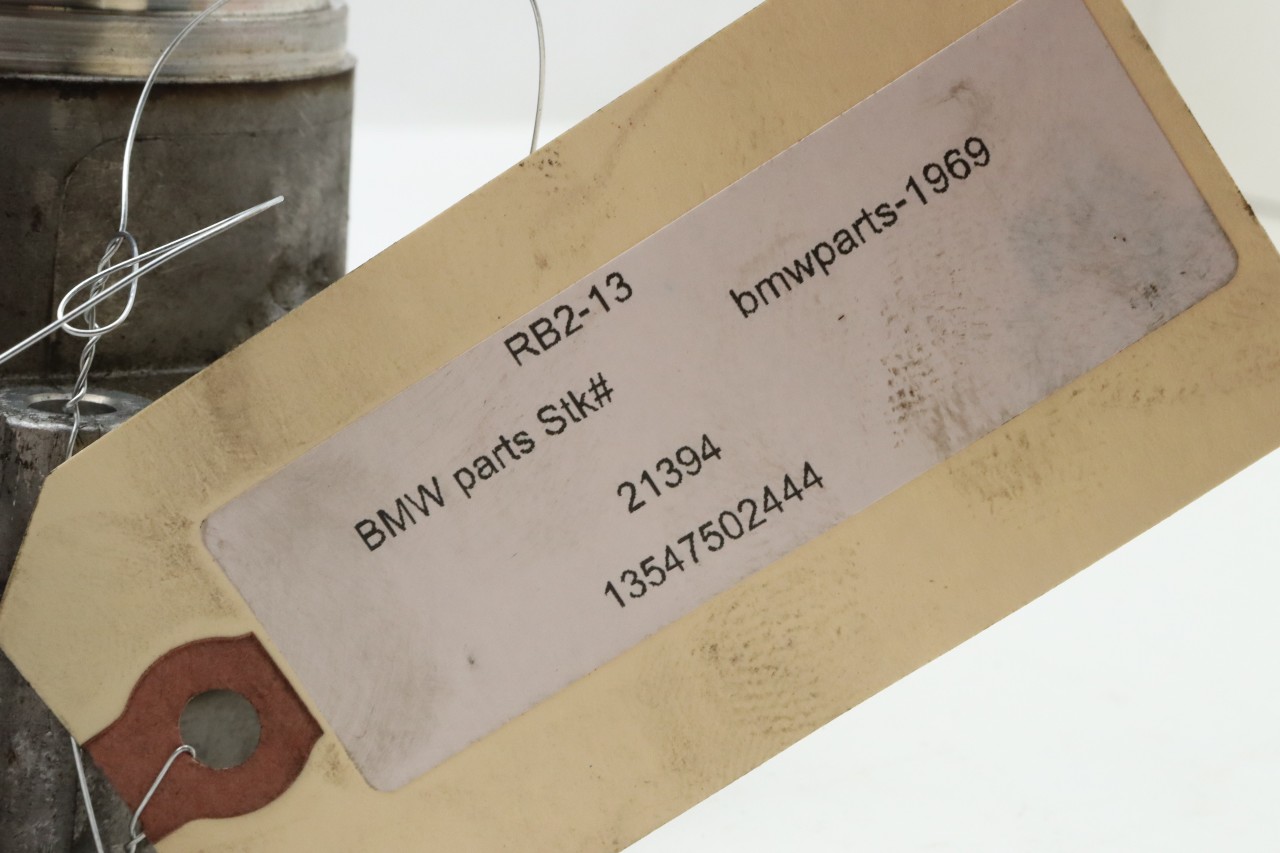 RB2-13
bmwparts-1969
BMW parts Stk#
21394
13547502444